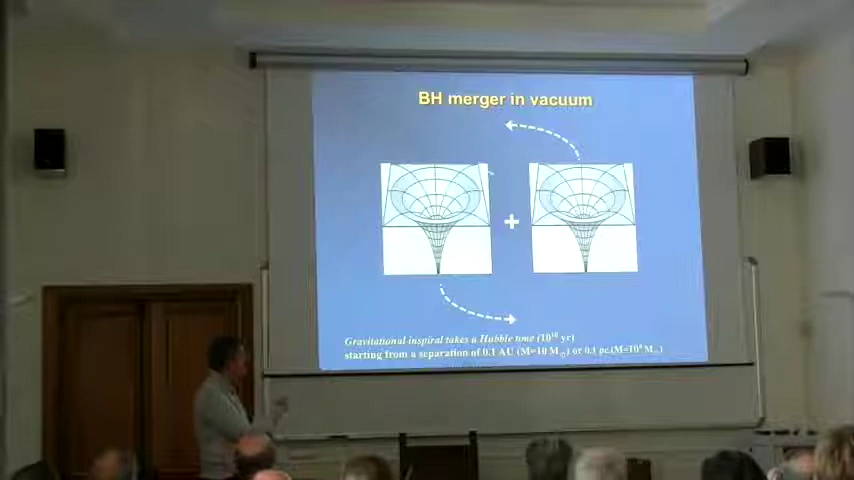 BH merger in vacuum
+
Gravitational inspiral takes a Hubble time (10¹⁰ yr)
starting from a separation of 0.1 AU (M=10 M☉) or 0.1 pc (M=10⁸ M☉)